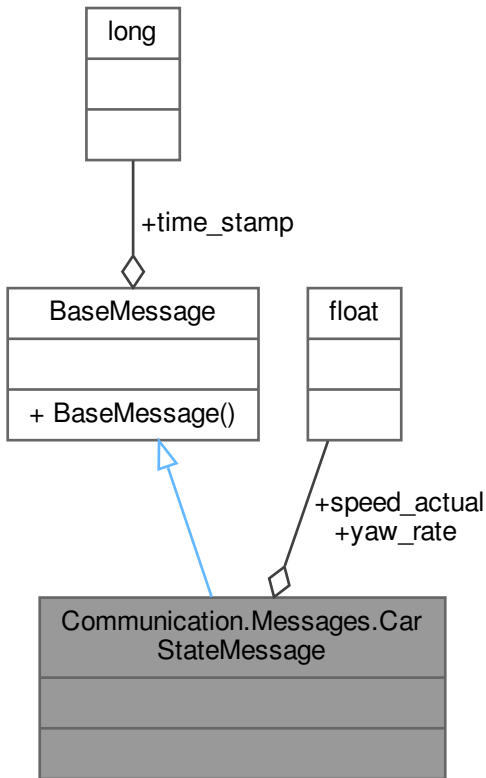 long
+time_stamp
BaseMessage
+ BaseMessage()
float
+speed_actual
+yaw_rate
Communication.Messages.Car
StateMessage